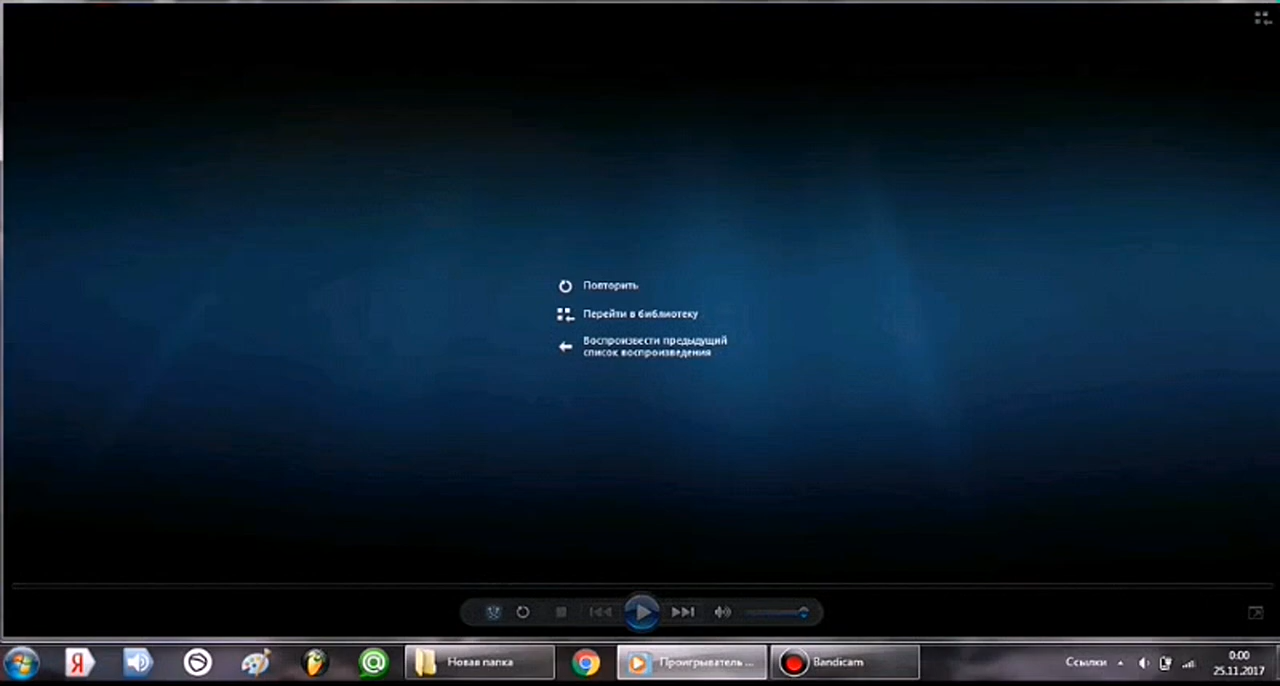 Повторить
Перейти в библиотеку
Воспроизвести предыдущий
список воспроизведения
Я
Новая папка
Проигрыватель ...
Bandicam
Ссылки
0:00
25.11.2017